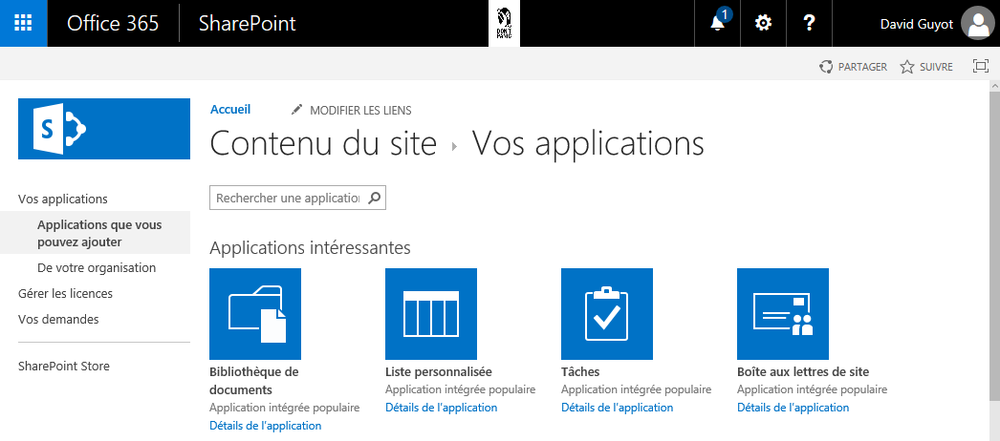 Office 365 SharePoint DON'T PANIC 1 ? David Guyot
PARTAGER SUIVRE
S
Accueil MODIFIER LES LIENS
Contenu du site Vos applications
Rechercher une application
Vos applications
Applications que vous
pouvez ajouter
De votre organisation
Gérer les licences
Vos demandes
SharePoint Store
Applications intéressantes
Bibliothèque de
documents
Application intégrée populaire
Détails de l'application
Liste personnalisée
Application intégrée populaire
Détails de l'application
Tâches
Application intégrée populaire
Détails de l'application
Boîte aux lettres de site
Application intégrée populaire
Détails de l'application